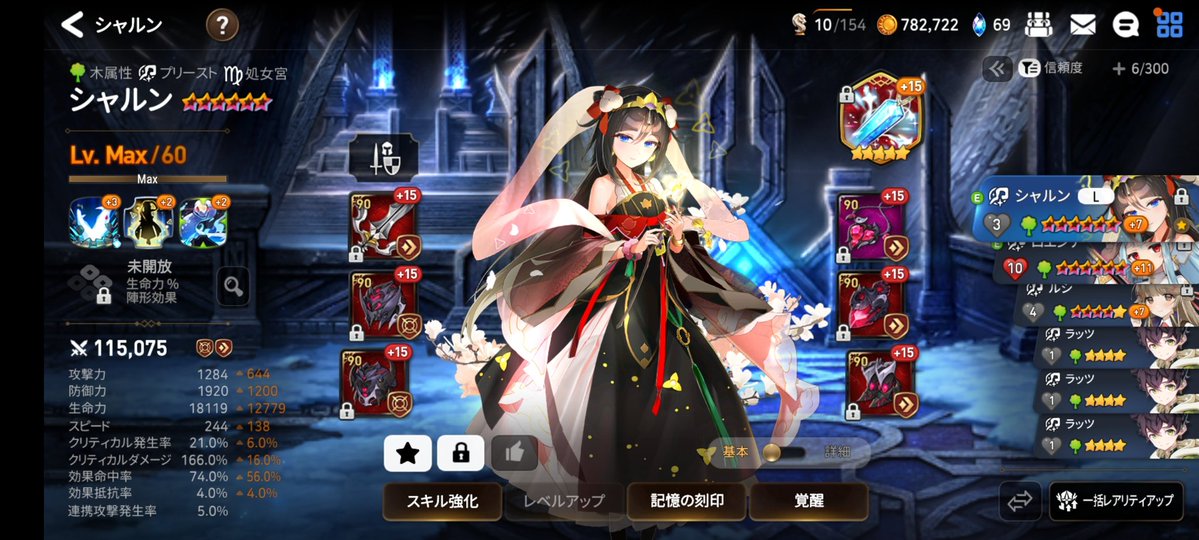 シャルン
?
10/154
782,722
69
木属性 プリースト 処女宮
シャルン
信頼度
6/300
Lv. Max/60
Max
+3
+2
+2
未開放
生命力%
陣形効果
115,075
攻撃力 1284 644
防御力 1920 1200
生命力 18119 12779
スピード 244 138
クリティカル発生率 21.0% 6.0%
クリティカルダメージ 166.0% 16.0%
効果命中率 74.0% 56.0%
効果抵抗率 4.0% 4.0%
連携攻撃発生率 5.0%
90 +15
90 +15
90 +15
+15
90 +15
90 +15
90 +15
シャルン L
E
3 +7
10 +11
ルシ
4 +7
ラッツ
1
ラッツ
1
ラッツ
1
基本
詳細
スキル強化
レベルアップ
記憶の刻印
覚醒
一括レアリティアップ